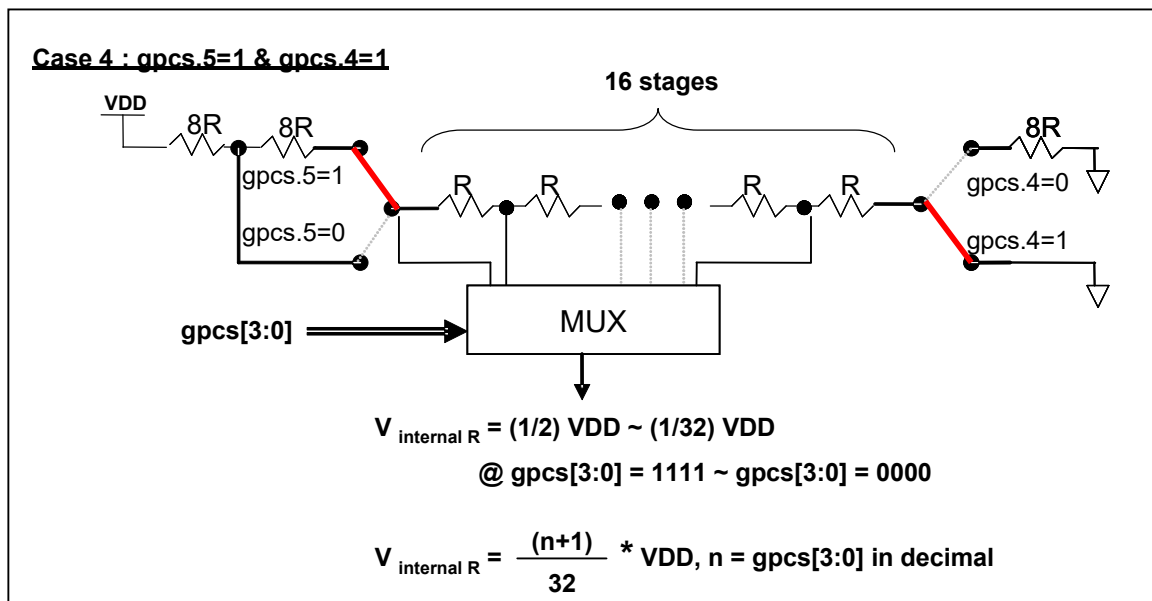 Case 4 : gpcs.5=1 & gpcs.4=1
16 stages
VDD
8R 8R 8R
gpcs.5=1
R R R R
gpcs.4=0
gpcs.5=0
gpcs.4=1
MUX
gpcs[3:0]
V internal R = (1/2) VDD ~ (1/32) VDD
@ gpcs[3:0] = 1111 ~ gpcs[3:0] = 0000
V internal R = (n+1) / 32 * VDD, n = gpcs[3:0] in decimal